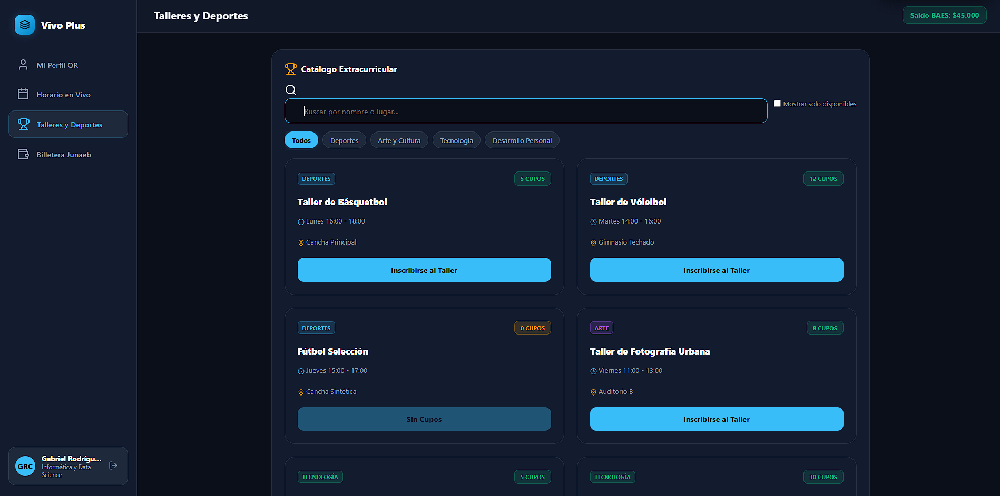 Vivo Plus
Mi Perfil QR
Horario en Vivo
Talleres y Deportes
Billetera Junaeb
GRC
Gabriel Rodrígu...
Informática y Data
Science
Talleres y Deportes
Saldo BAES: $45.000
Catálogo Extracurricular
Buscar por nombre o lugar...
Mostrar solo disponibles
Todos
Deportes
Arte y Cultura
Tecnología
Desarrollo Personal
DEPORTES
5 CUPOS
Taller de Básquetbol
Lunes 16:00 - 18:00
Cancha Principal
Inscribirse al Taller
DEPORTES
12 CUPOS
Taller de Vóleibol
Martes 14:00 - 16:00
Gimnasio Techado
Inscribirse al Taller
DEPORTES
0 CUPOS
Fútbol Selección
Jueves 15:00 - 17:00
Cancha Sintética
Sin Cupos
ARTE
8 CUPOS
Taller de Fotografía Urbana
Viernes 11:00 - 13:00
Auditorio B
Inscribirse al Taller
TECNOLOGÍA
5 CUPOS
TECNOLOGÍA
30 CUPOS